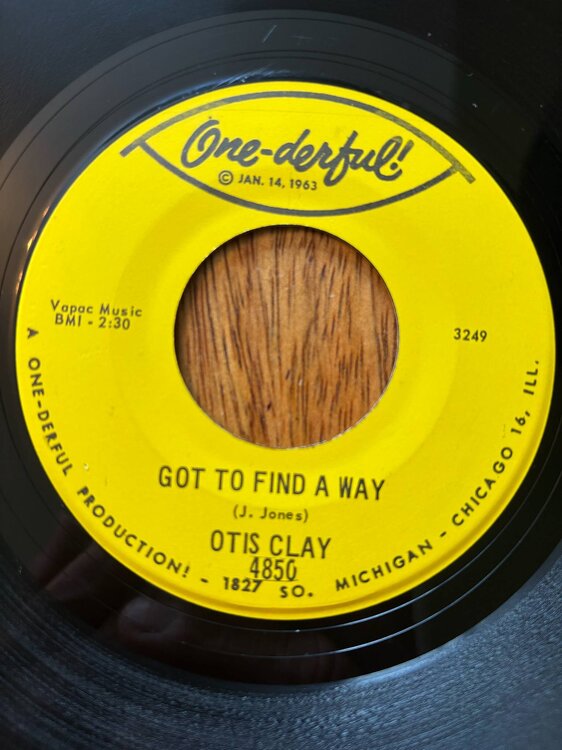 One-derful!
© JAN. 14, 1963
Vapac Music
BMI - 2:30
3249
GOT TO FIND A WAY
(J. Jones)
OTIS CLAY
4850
A ONE-DERFUL PRODUCTION! - 1827 SO. MICHIGAN - CHICAGO 16, ILL.